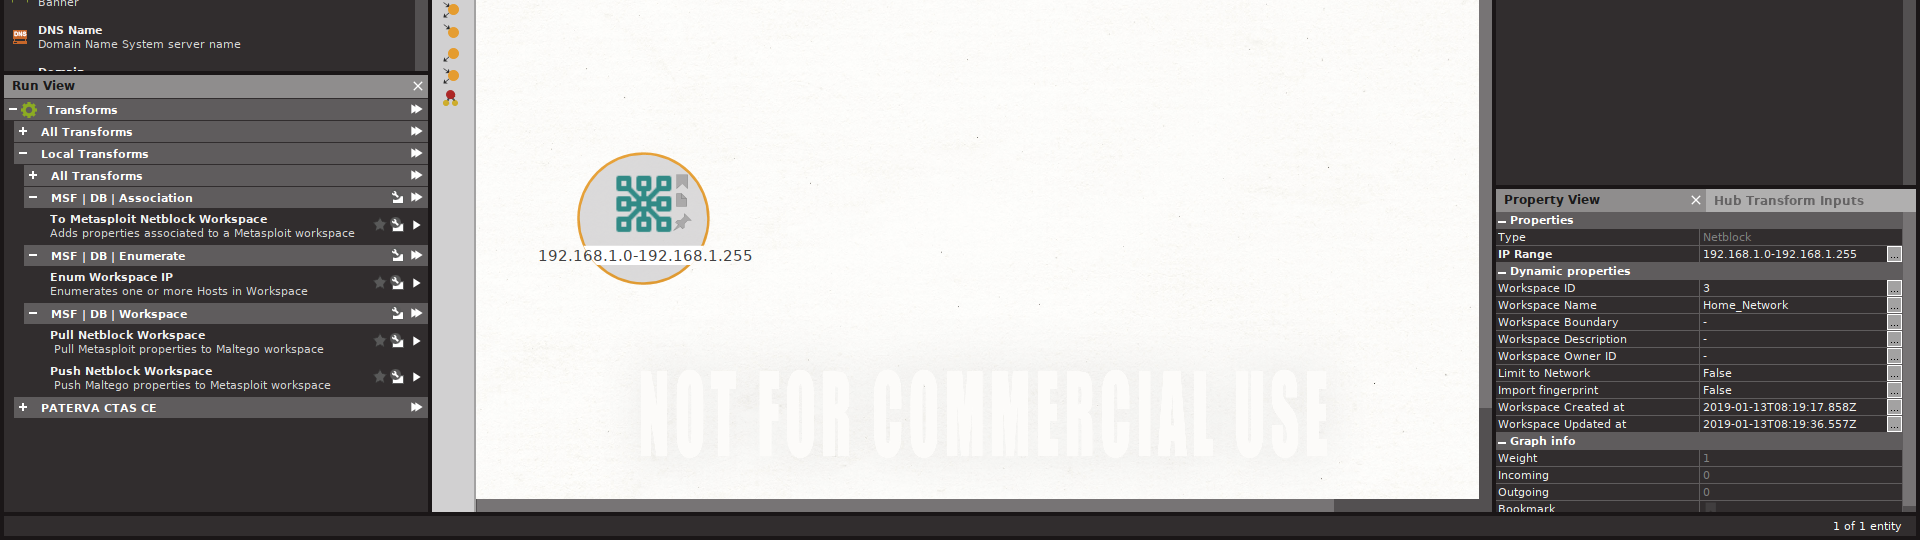 Banner
DNS
DNS Name
Domain Name System server name
Domain
Run View
Transforms
All Transforms
Local Transforms
All Transforms
MSF | DB | Association
To Metasploit Netblock Workspace
Adds properties associated to a Metasploit workspace
MSF | DB | Enumerate
Enum Workspace IP
Enumerates one or more Hosts in Workspace
MSF | DB | Workspace
Pull Netblock Workspace
Pull Metasploit properties to Maltego workspace
Push Netblock Workspace
Push Maltego properties to Metasploit workspace
PATERVA CTAS CE
192.168.1.0-192.168.1.255
NOT FOR COMMERCIAL USE
Property View
Hub Transform Inputs
Properties
Type Netblock
IP Range 192.168.1.0-192.168.1.255 ...
Dynamic properties
Workspace ID 3 ...
Workspace Name Home_Network ...
Workspace Boundary - ...
Workspace Description - ...
Workspace Owner ID - ...
Limit to Network False ...
Import fingerprint False ...
Workspace Created at 2019-01-13T08:19:17.858Z ...
Workspace Updated at 2019-01-13T08:19:36.557Z ...
Graph info
Weight 1
Incoming 0
Outgoing 0
Bookmark
1 of 1 entity